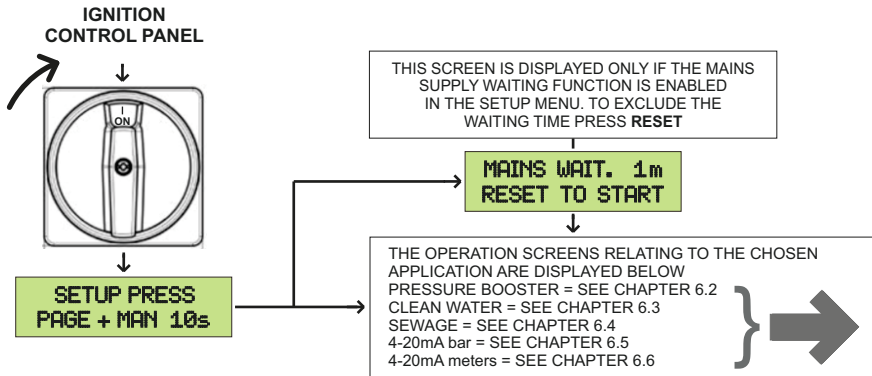 IGNITION
CONTROL PANEL
I
ON
SETUP PRESS
PAGE + MAN 10s
THIS SCREEN IS DISPLAYED ONLY IF THE MAINS
SUPPLY WAITING FUNCTION IS ENABLED
IN THE SETUP MENU. TO EXCLUDE THE
WAITING TIME PRESS RESET
MAINS WAIT. 1m
RESET TO START
THE OPERATION SCREENS RELATING TO THE CHOSEN
APPLICATION ARE DISPLAYED BELOW
PRESSURE BOOSTER = SEE CHAPTER 6.2
CLEAN WATER = SEE CHAPTER 6.3
SEWAGE = SEE CHAPTER 6.4
4-20mA bar = SEE CHAPTER 6.5
4-20mA meters = SEE CHAPTER 6.6